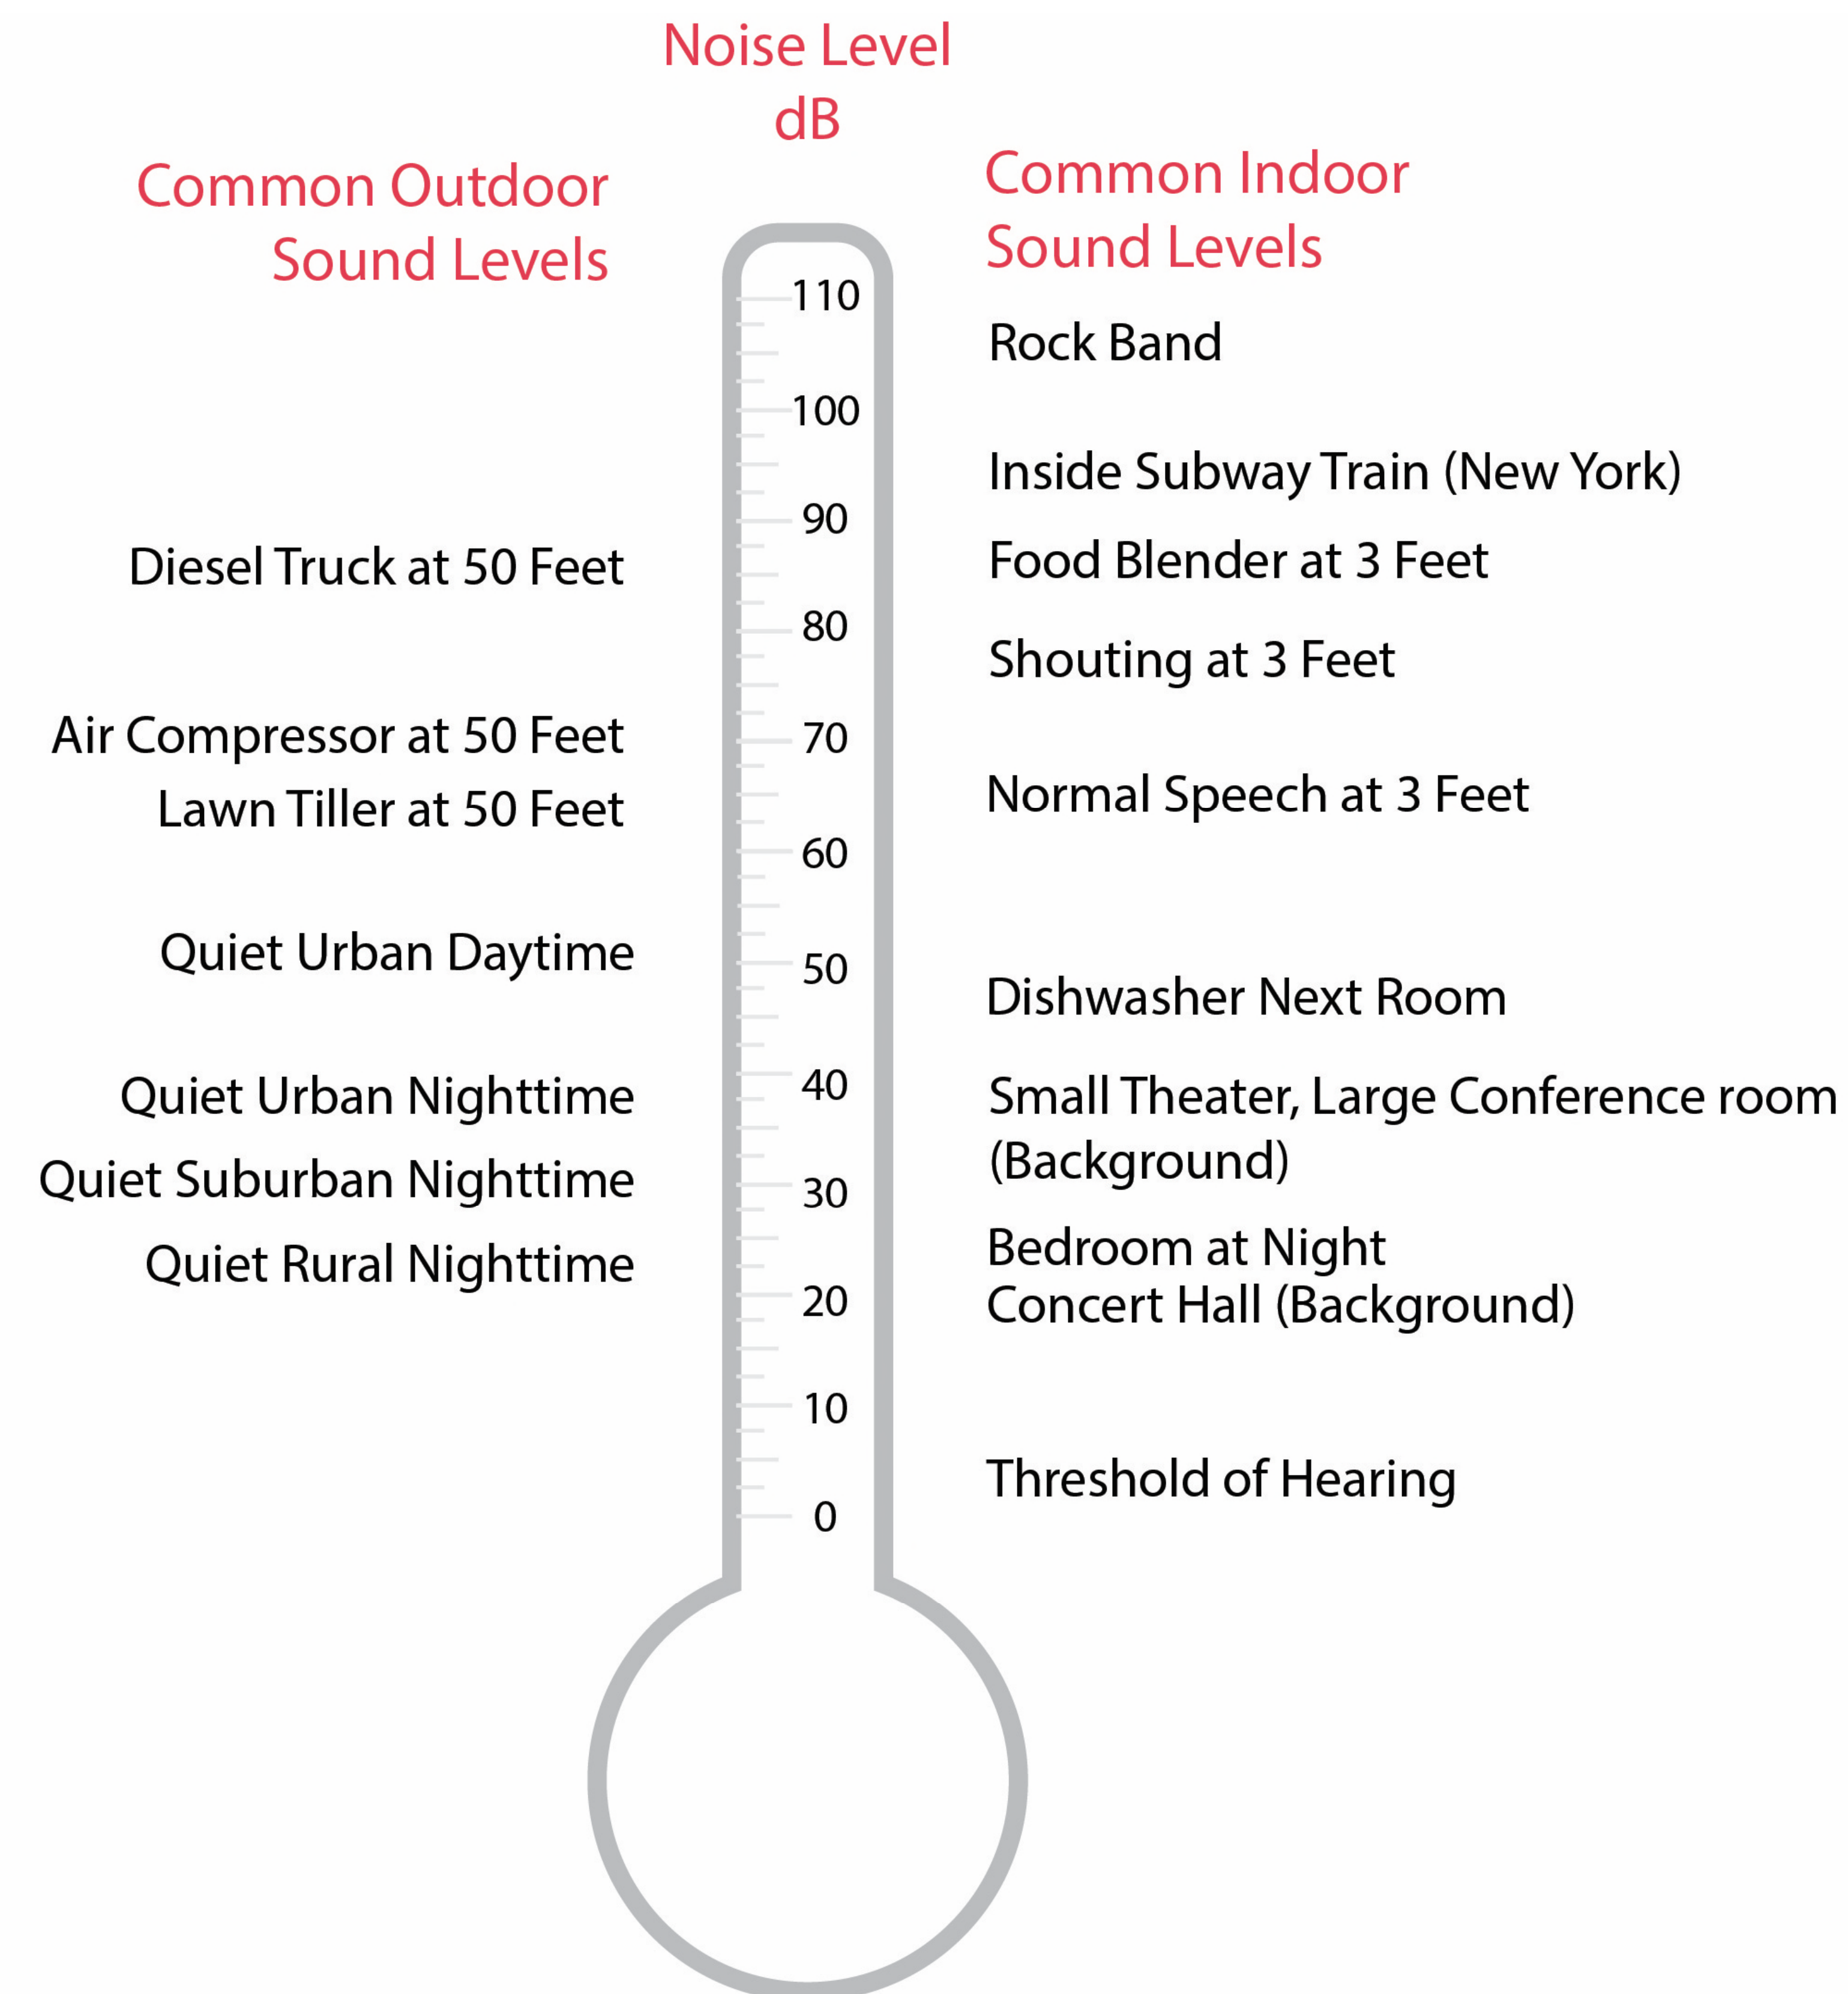 Noise Level
dB
Common Outdoor
Sound Levels
Common Indoor
Sound Levels
110
Rock Band
100
Inside Subway Train (New York)
90
Diesel Truck at 50 Feet
Food Blender at 3 Feet
80
Shouting at 3 Feet
Air Compressor at 50 Feet
70
Lawn Tiller at 50 Feet
Normal Speech at 3 Feet
60
Quiet Urban Daytime
50
Dishwasher Next Room
40
Quiet Urban Nighttime
Small Theater, Large Conference room
(Background)
Quiet Suburban Nighttime
30
Quiet Rural Nighttime
Bedroom at Night
20
Concert Hall (Background)
10
Threshold of Hearing
0